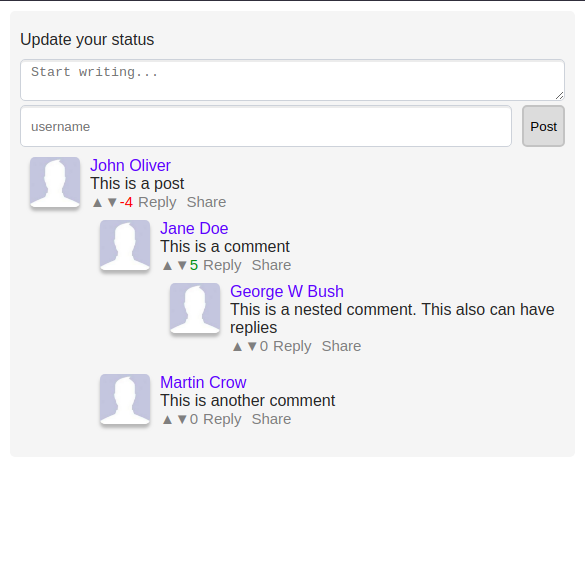 Update your status
Start writing...
username
Post
John Oliver
This is a post
▲▼-4 Reply Share
Jane Doe
This is a comment
▲▼5 Reply Share
George W Bush
This is a nested comment. This also can have
replies
▲▼0 Reply Share
Martin Crow
This is another comment
▲▼0 Reply Share